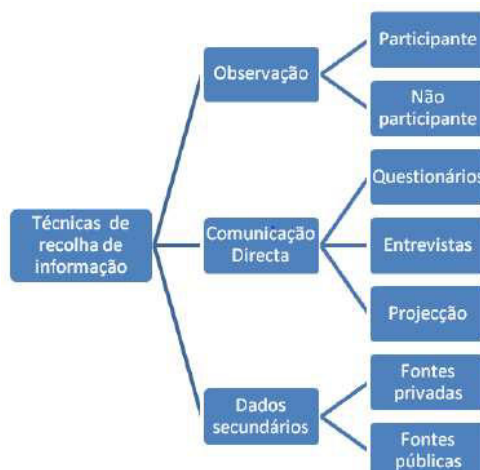 Participante
Observação
Não
participante
Questionários
Técnicas de
recolha de
informação
Comunicação
Directa
Entrevistas
Projecção
Dados
secundários
Fontes
privadas
Fontes
públicas